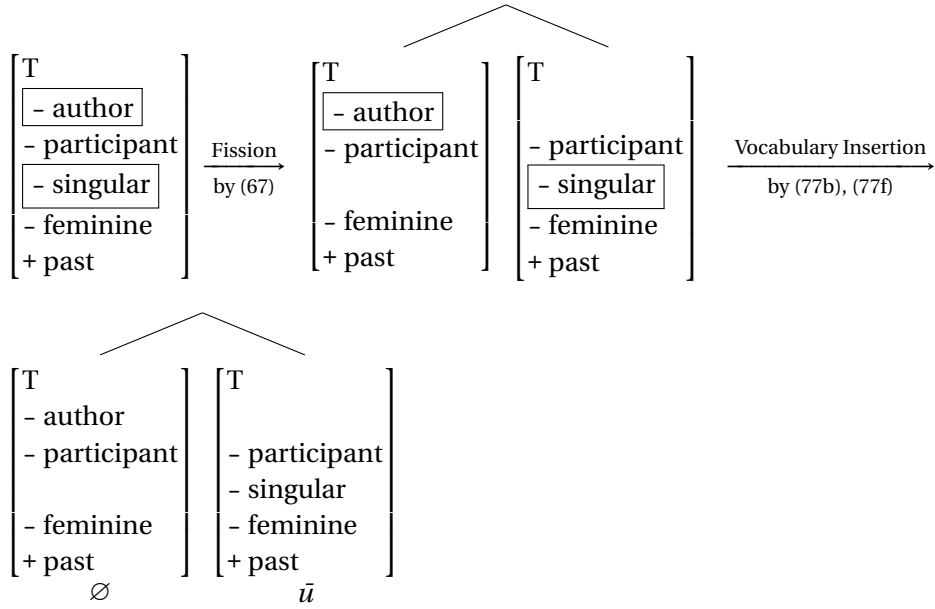 T
– author
– participant
– singular
– feminine
+ past
Fission
by (67)
T
– author
– participant
– feminine
+ past
T
– participant
– singular
– feminine
+ past
Vocabulary Insertion
by (77b), (77f)
T
– author
– participant
– feminine
+ past
∅
T
– participant
– singular
– feminine
+ past
ū